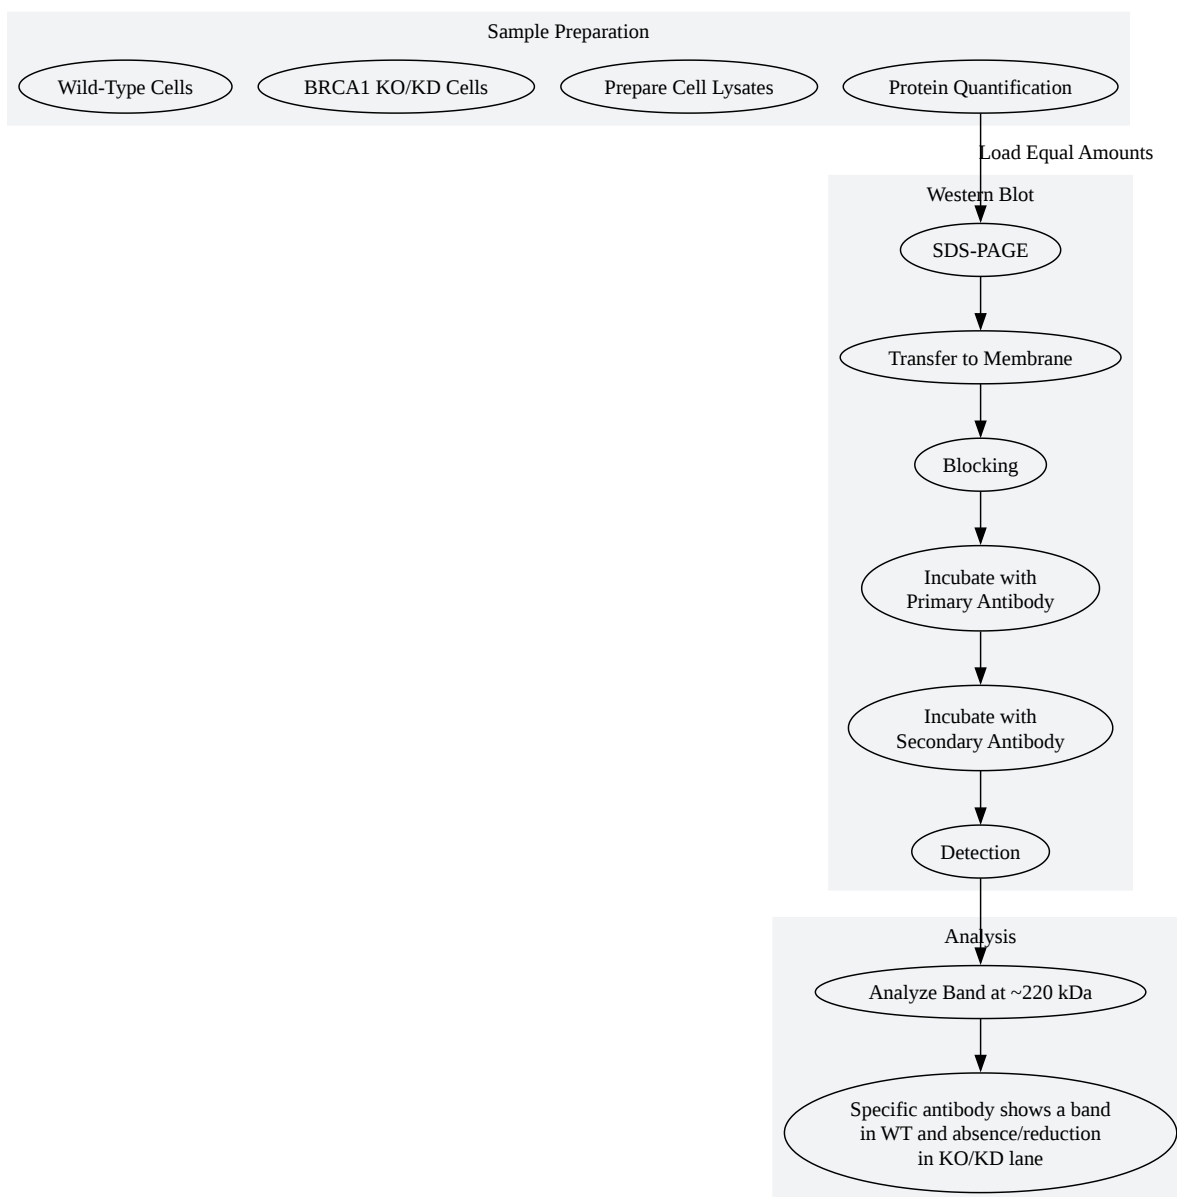 Sample Preparation
Wild-Type Cells
BRCA1 KO/KD Cells
Prepare Cell Lysates
Protein Quantification
Load Equal Amounts
Western Blot
SDS-PAGE
Transfer to Membrane
Blocking
Incubate with
Primary Antibody
Incubate with
Secondary Antibody
Detection
Analysis
Analyze Band at ~220 kDa
Specific antibody shows a band
in WT and absence/reduction
in KO/KD lane